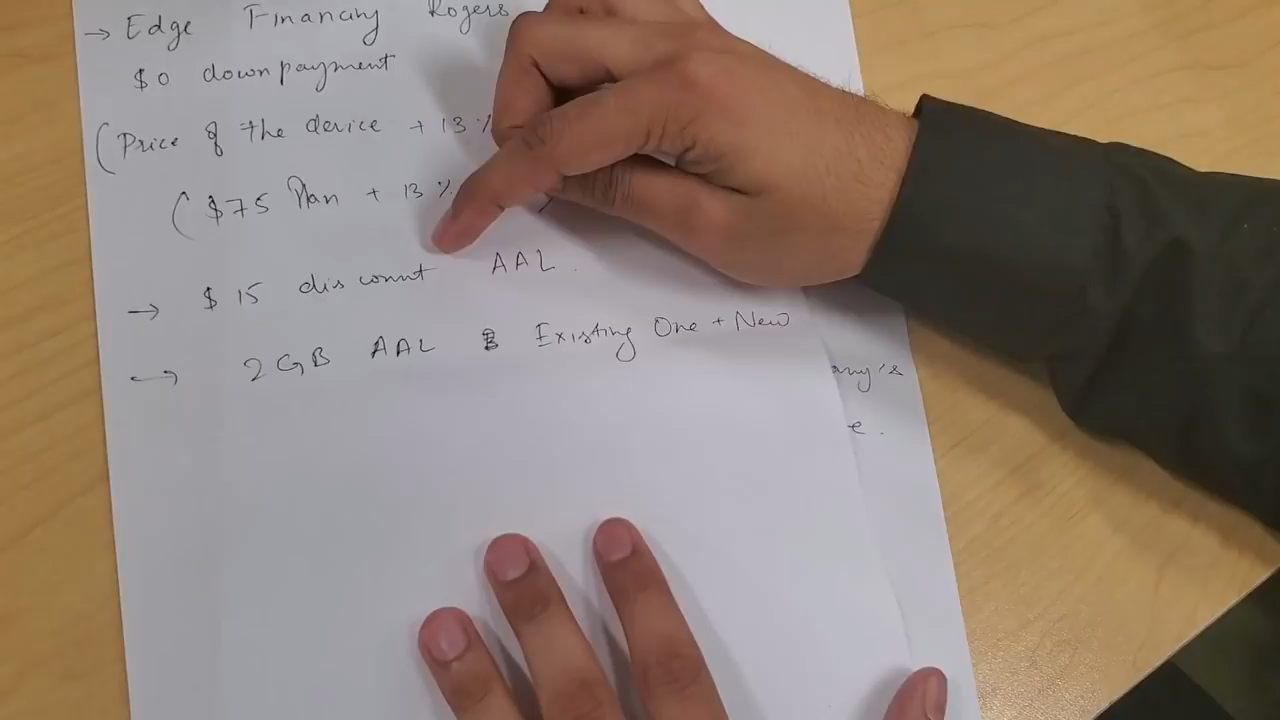 → Edge Financing Rogers
$0 downpayment
(Price of the device + 13%
($75 Plan + 13% )
→ $15 discount AAL.
→ 2GB AAL Existing One + New
any's
e.